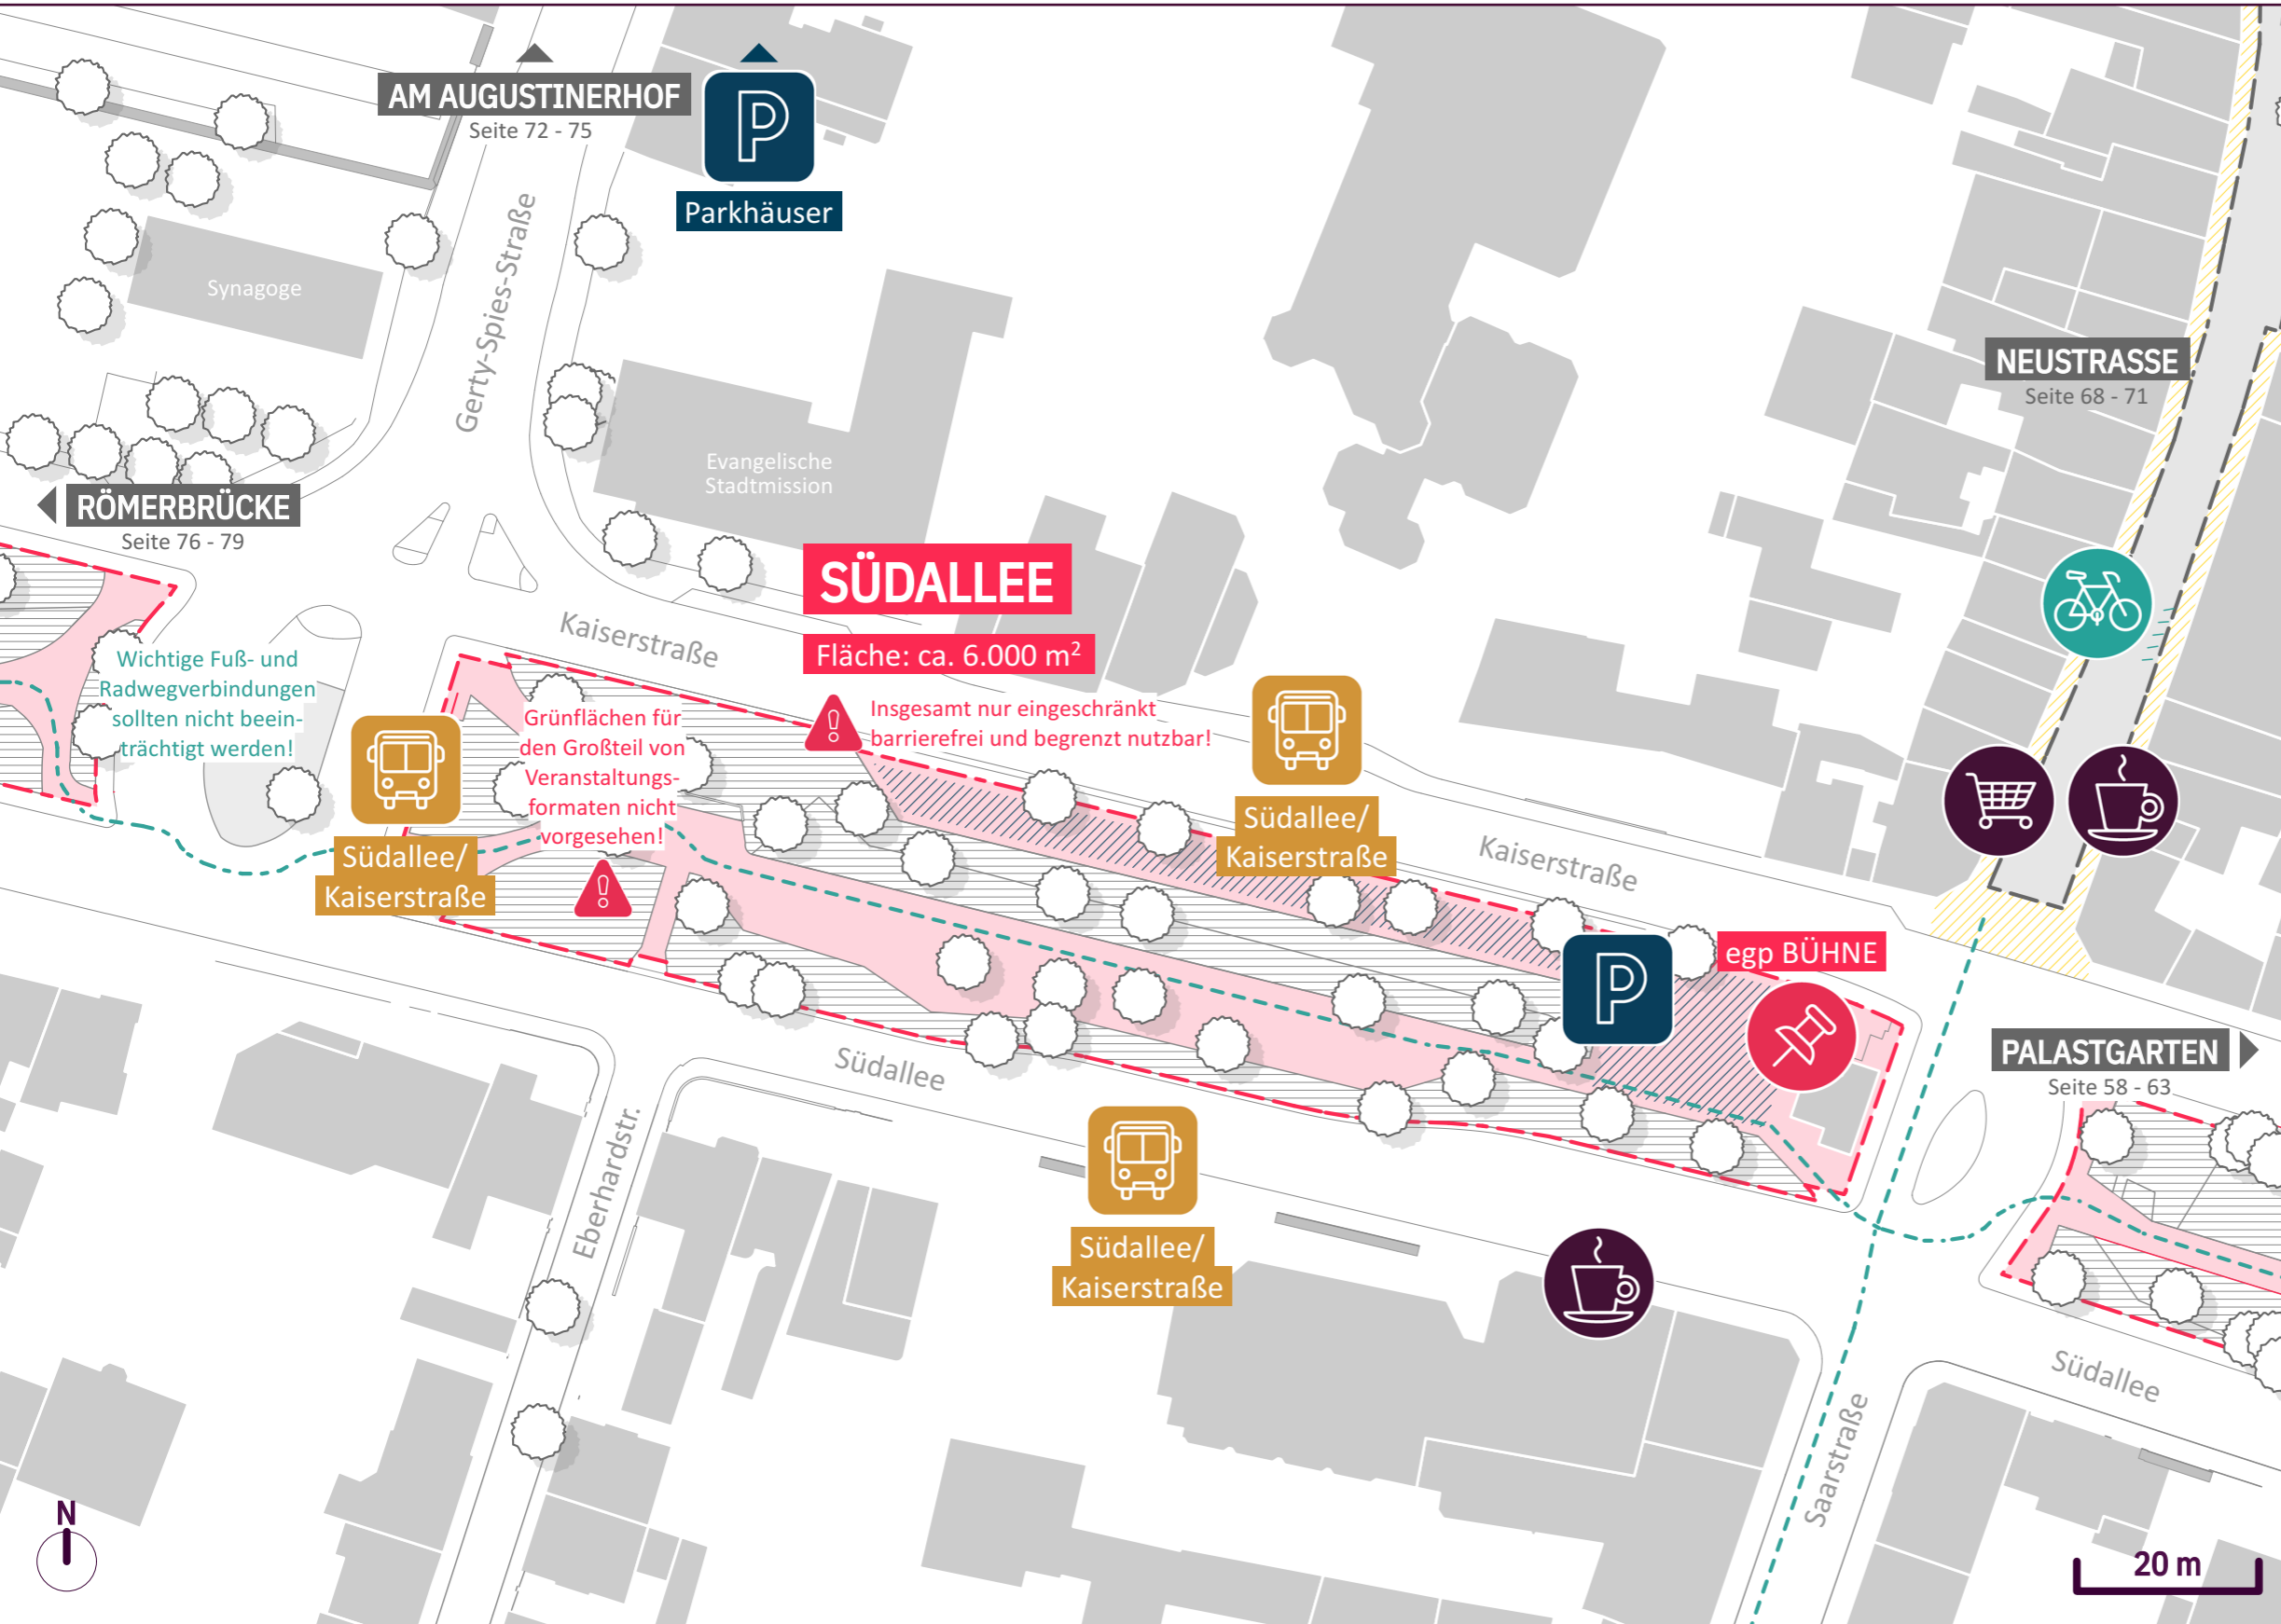 AM AUGUSTINERHOF
Seite 72 - 75
P
Parkhäuser
Gerty-Spies-Straße
Synagoge
NEUSTRASSE
Seite 68 - 71
Evangelische
Stadtmission
RÖMERBRÜCKE
Seite 76 - 79
SÜDALLEE
Fläche: ca. 6.000 m²
Kaiserstraße
Wichtige Fuß- und
Radwegverbindungen
sollten nicht beein-
trächtigt werden!
Grünflächen für
den Großteil von
Veranstaltungs-
formaten nicht
vorgesehen!
Insgesamt nur eingeschränkt
barrierefrei und begrenzt nutzbar!
Südallee/
Kaiserstraße
Südallee/
Kaiserstraße
Kaiserstraße
P
egp BÜHNE
PALASTGARTEN
Seite 58 - 63
Südallee
Eberhardstr.
Südallee/
Kaiserstraße
Südallee
Saarstraße
N
20 m